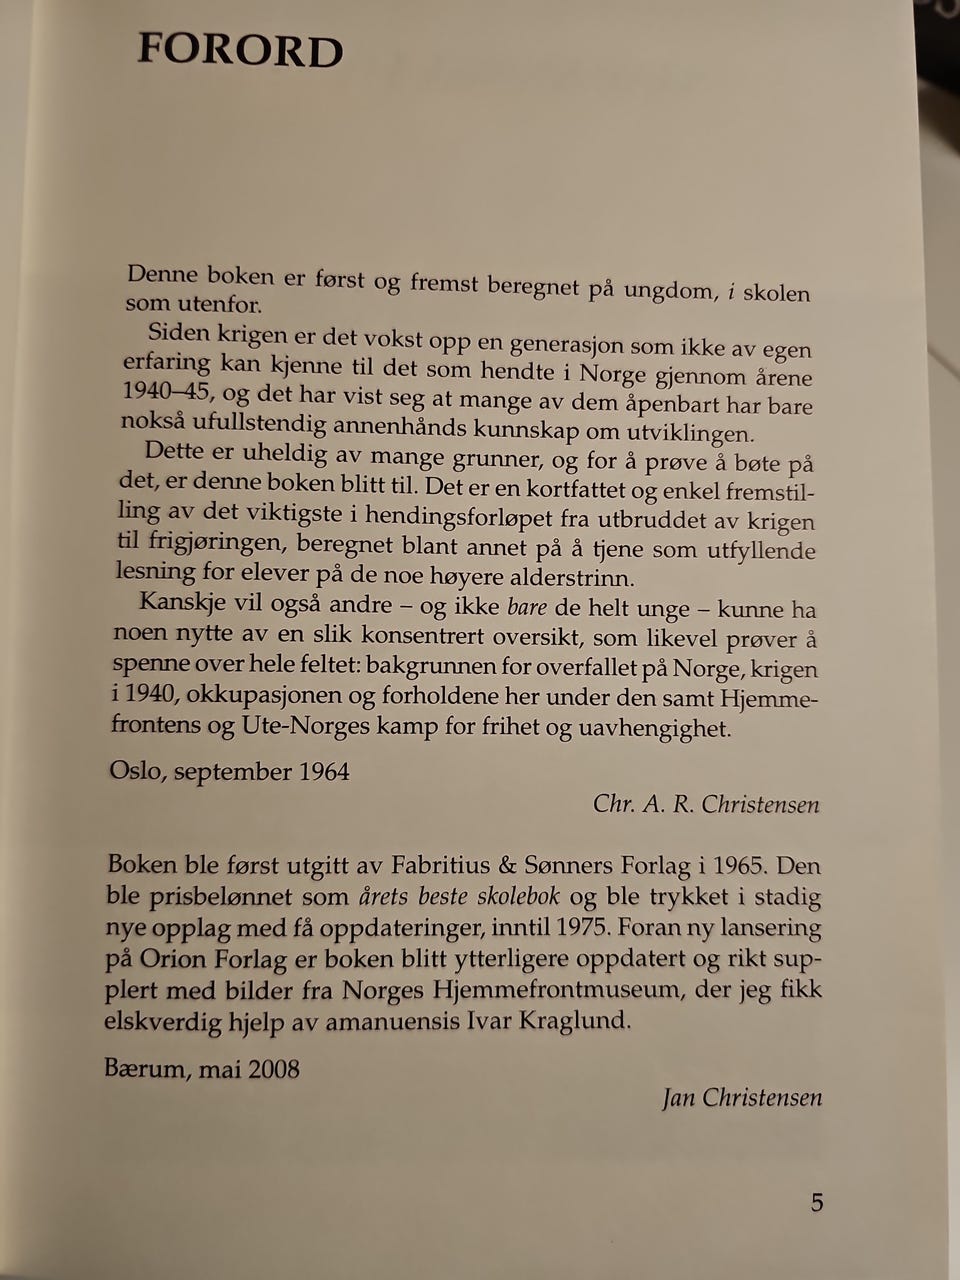 FORORD
Denne boken er først og fremst beregnet på ungdom, i skolen
som utenfor.
Siden krigen er det vokst opp en generasjon som ikke av egen
erfaring kan kjenne til det som hendte i Norge gjennom årene
1940–45, og det har vist seg at mange av dem åpenbart har bare
nokså ufullstendig annenhånds kunnskap om utviklingen.
Dette er uheldig av mange grunner, og for å prøve å bøte på
det, er denne boken blitt til. Det er en kortfattet og enkel fremstil-
ling av det viktigste i hendingsforløpet fra utbruddet av krigen
til frigjøringen, beregnet blant annet på å tjene som utfyllende
lesning for elever på de noe høyere alderstrinn.
Kanskje vil også andre – og ikke bare de helt unge – kunne ha
noen nytte av en slik konsentrert oversikt, som likevel prøver å
spenne over hele feltet: bakgrunnen for overfallet på Norge, krigen
i 1940, okkupasjonen og forholdene her under den samt Hjemme-
frontens og Ute-Norges kamp for frihet og uavhengighet.
Oslo, september 1964
Chr. A. R. Christensen
Boken ble først utgitt av Fabritius & Sønners Forlag i 1965. Den
ble prisbelønnet som årets beste skolebok og ble trykket i stadig
nye opplag med få oppdateringer, inntil 1975. Foran ny lansering
på Orion Forlag er boken blitt ytterligere oppdatert og rikt sup-
plert med bilder fra Norges Hjemmefrontmuseum, der jeg fikk
elskverdig hjelp av amanuensis Ivar Kraglund.
Bærum, mai 2008
Jan Christensen
5